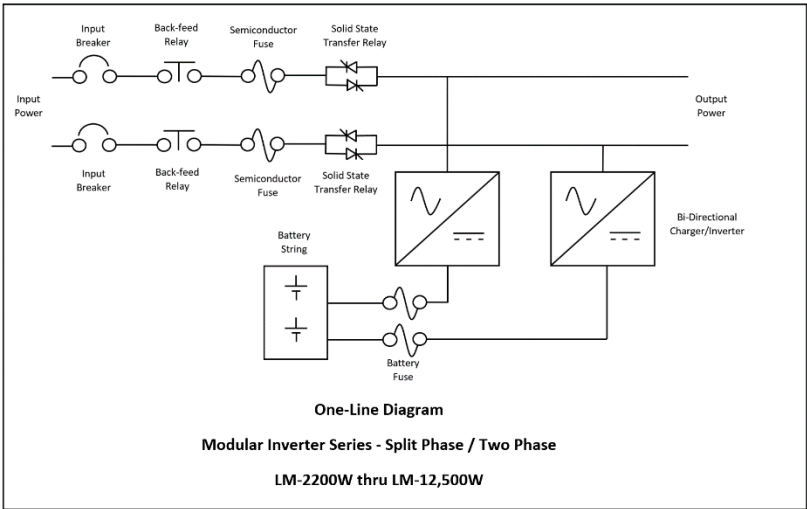 Input
Breaker
Back-feed
Relay
Semiconductor
Fuse
Solid State
Transfer Relay
Input
Power
Output
Power
Input
Breaker
Back-feed
Relay
Semiconductor
Fuse
Solid State
Transfer Relay
Bi-Directional
Charger/Inverter
Battery
String
Battery
Fuse
One-Line Diagram
Modular Inverter Series - Split Phase / Two Phase
LM-2200W thru LM-12,500W